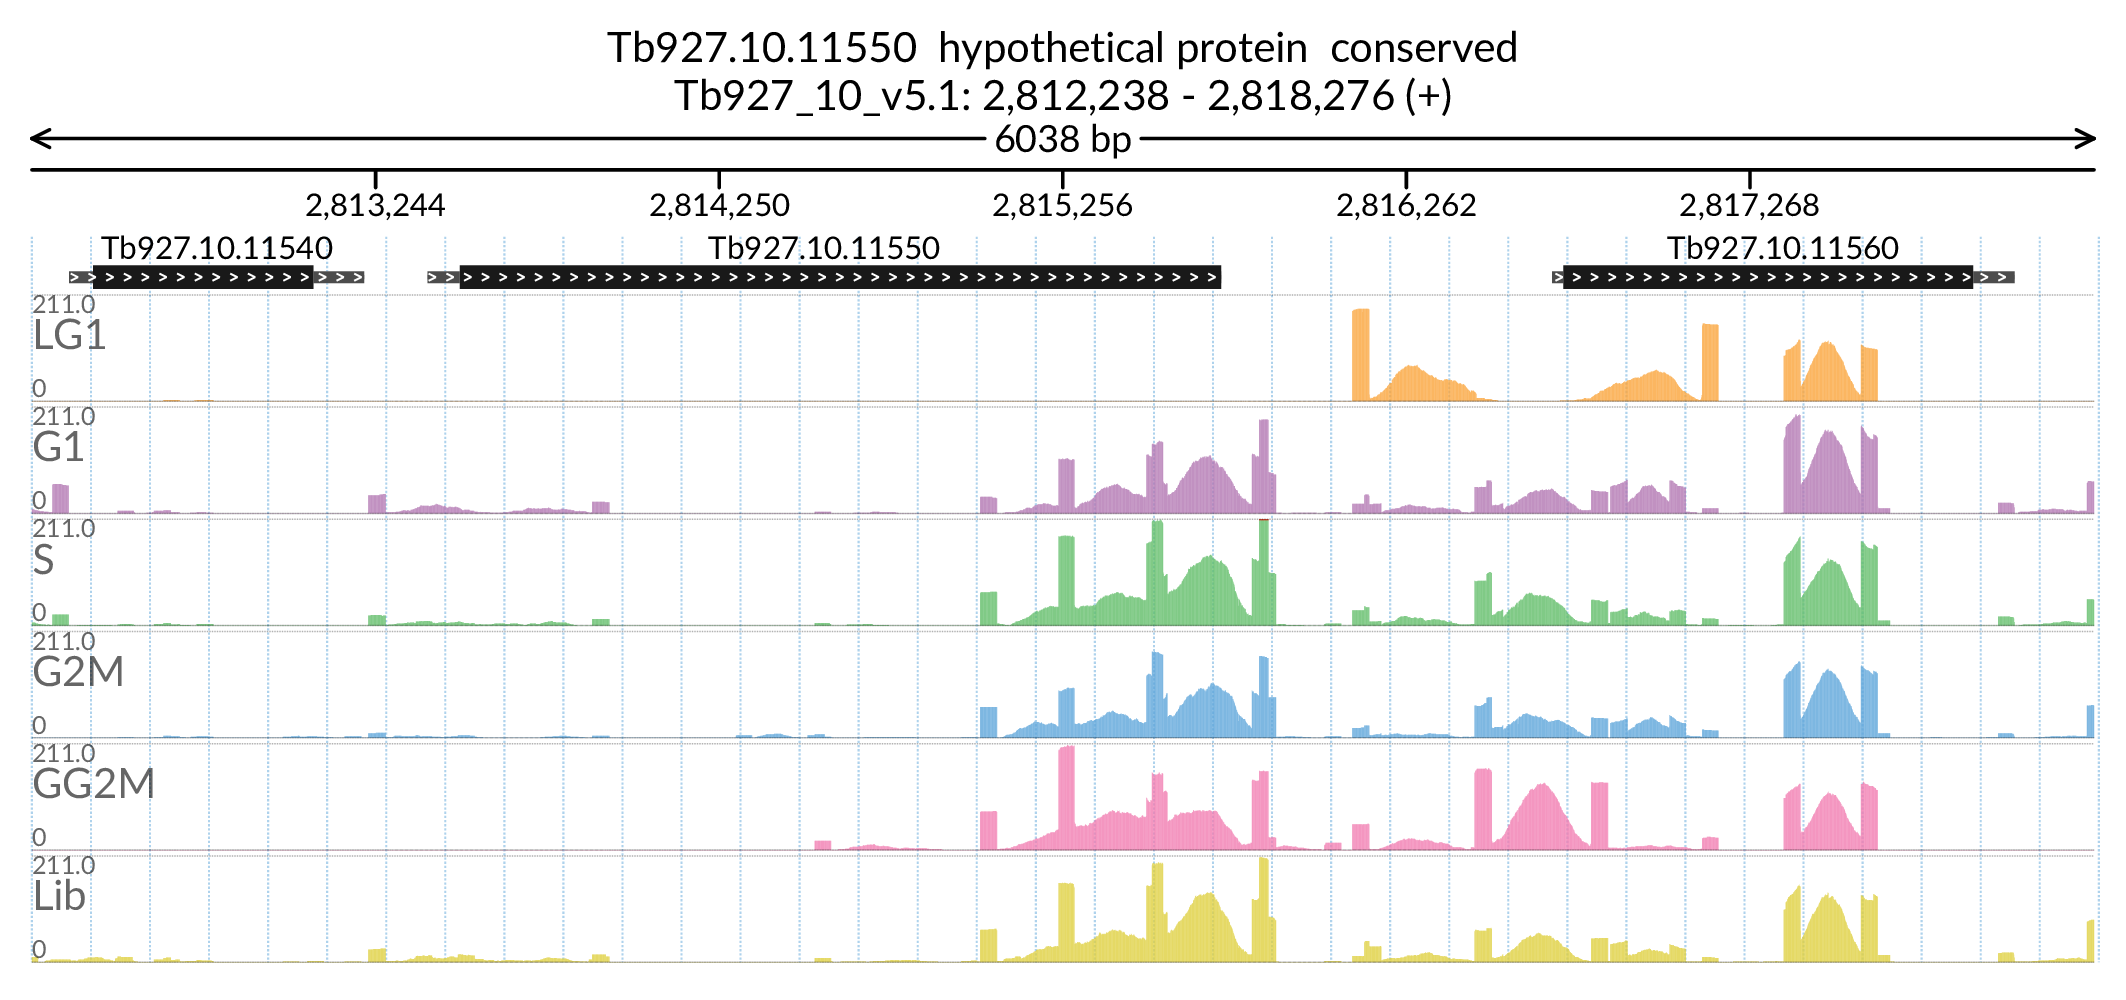 Tb927.10.11550 hypothetical protein conserved
Tb927_10_v5.1: 2,812,238 - 2,818,276 (+)
6038 bp
2,813,244 2,814,250 2,815,256 2,816,262 2,817,268
Tb927.10.11540 Tb927.10.11550 Tb927.10.11560
211.0
LG1
0
211.0
G1
0
211.0
S
0
211.0
G2M
0
211.0
GG2M
0
211.0
Lib
0